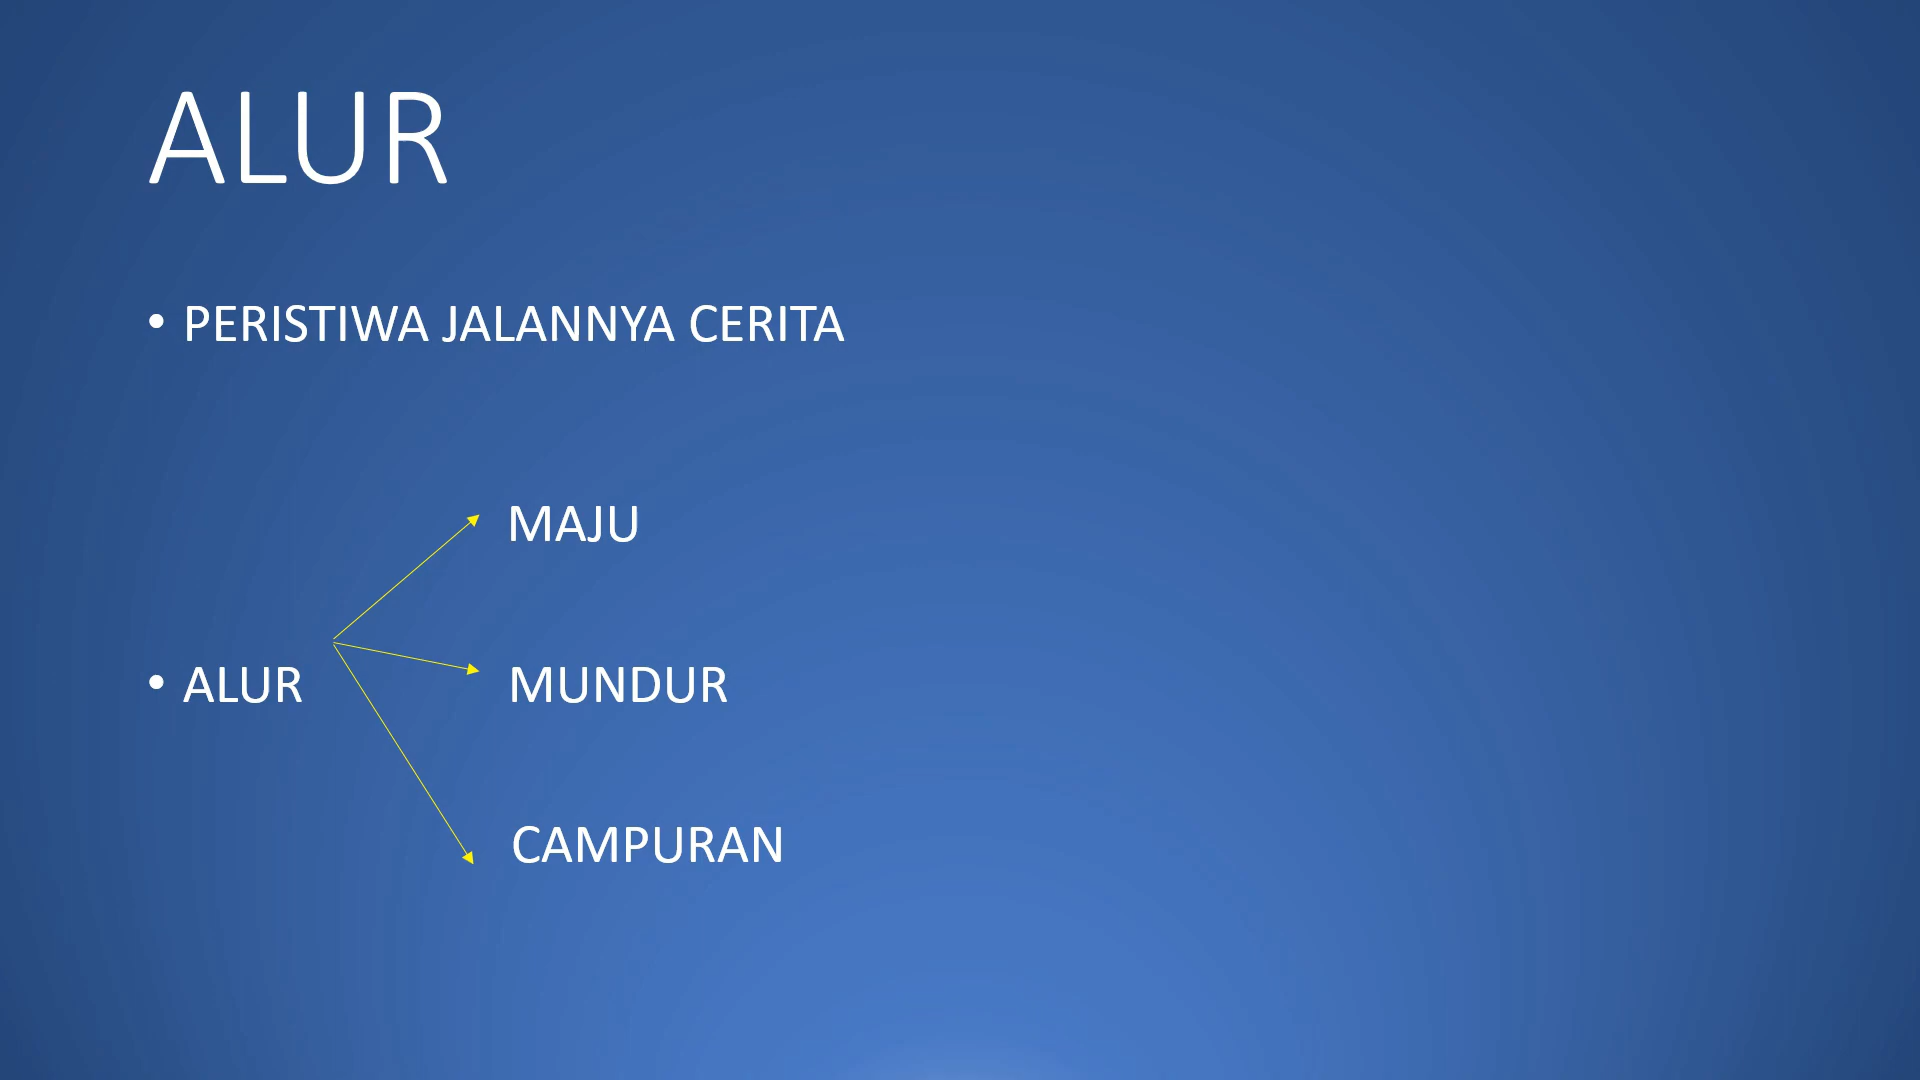 ALUR
• PERISTIWA JALANNYA CERITA
MAJU
• ALUR MUNDUR
CAMPURAN